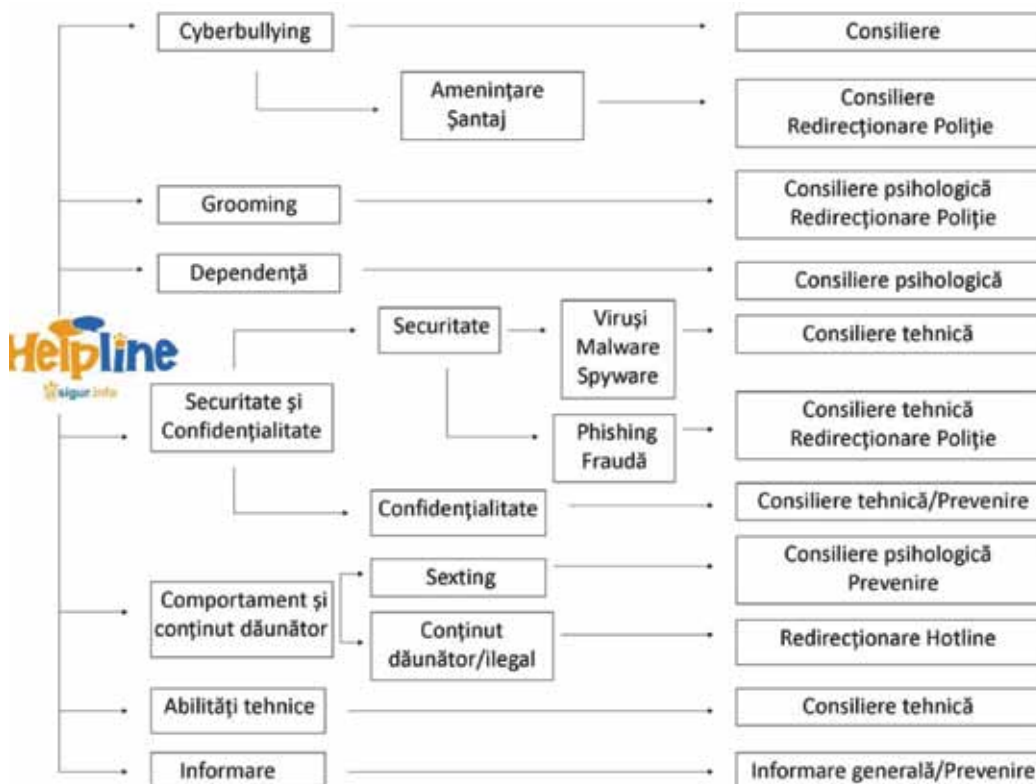 Cyberbullying
Consiliere
Amenințare
Șantaj
Consiliere
Redirecționare Poliție
Grooming
Consiliere psihologică
Redirecționare Poliție
Dependență
Consiliere psihologică
Helpline
sigur.info
Securitate
Viruși
Malware
Spyware
Consiliere tehnică
Securitate și
Confidențialitate
Phishing
Fraudă
Consiliere tehnică
Redirecționare Poliție
Confidențialitate
Consiliere tehnică/Prevenire
Comportament și
conținut dăunător
Sexting
Consiliere psihologică
Prevenire
Conținut
dăunător/ilegal
Redirecționare Hotline
Abilități tehnice
Consiliere tehnică
Informare
Informare generală/Prevenire